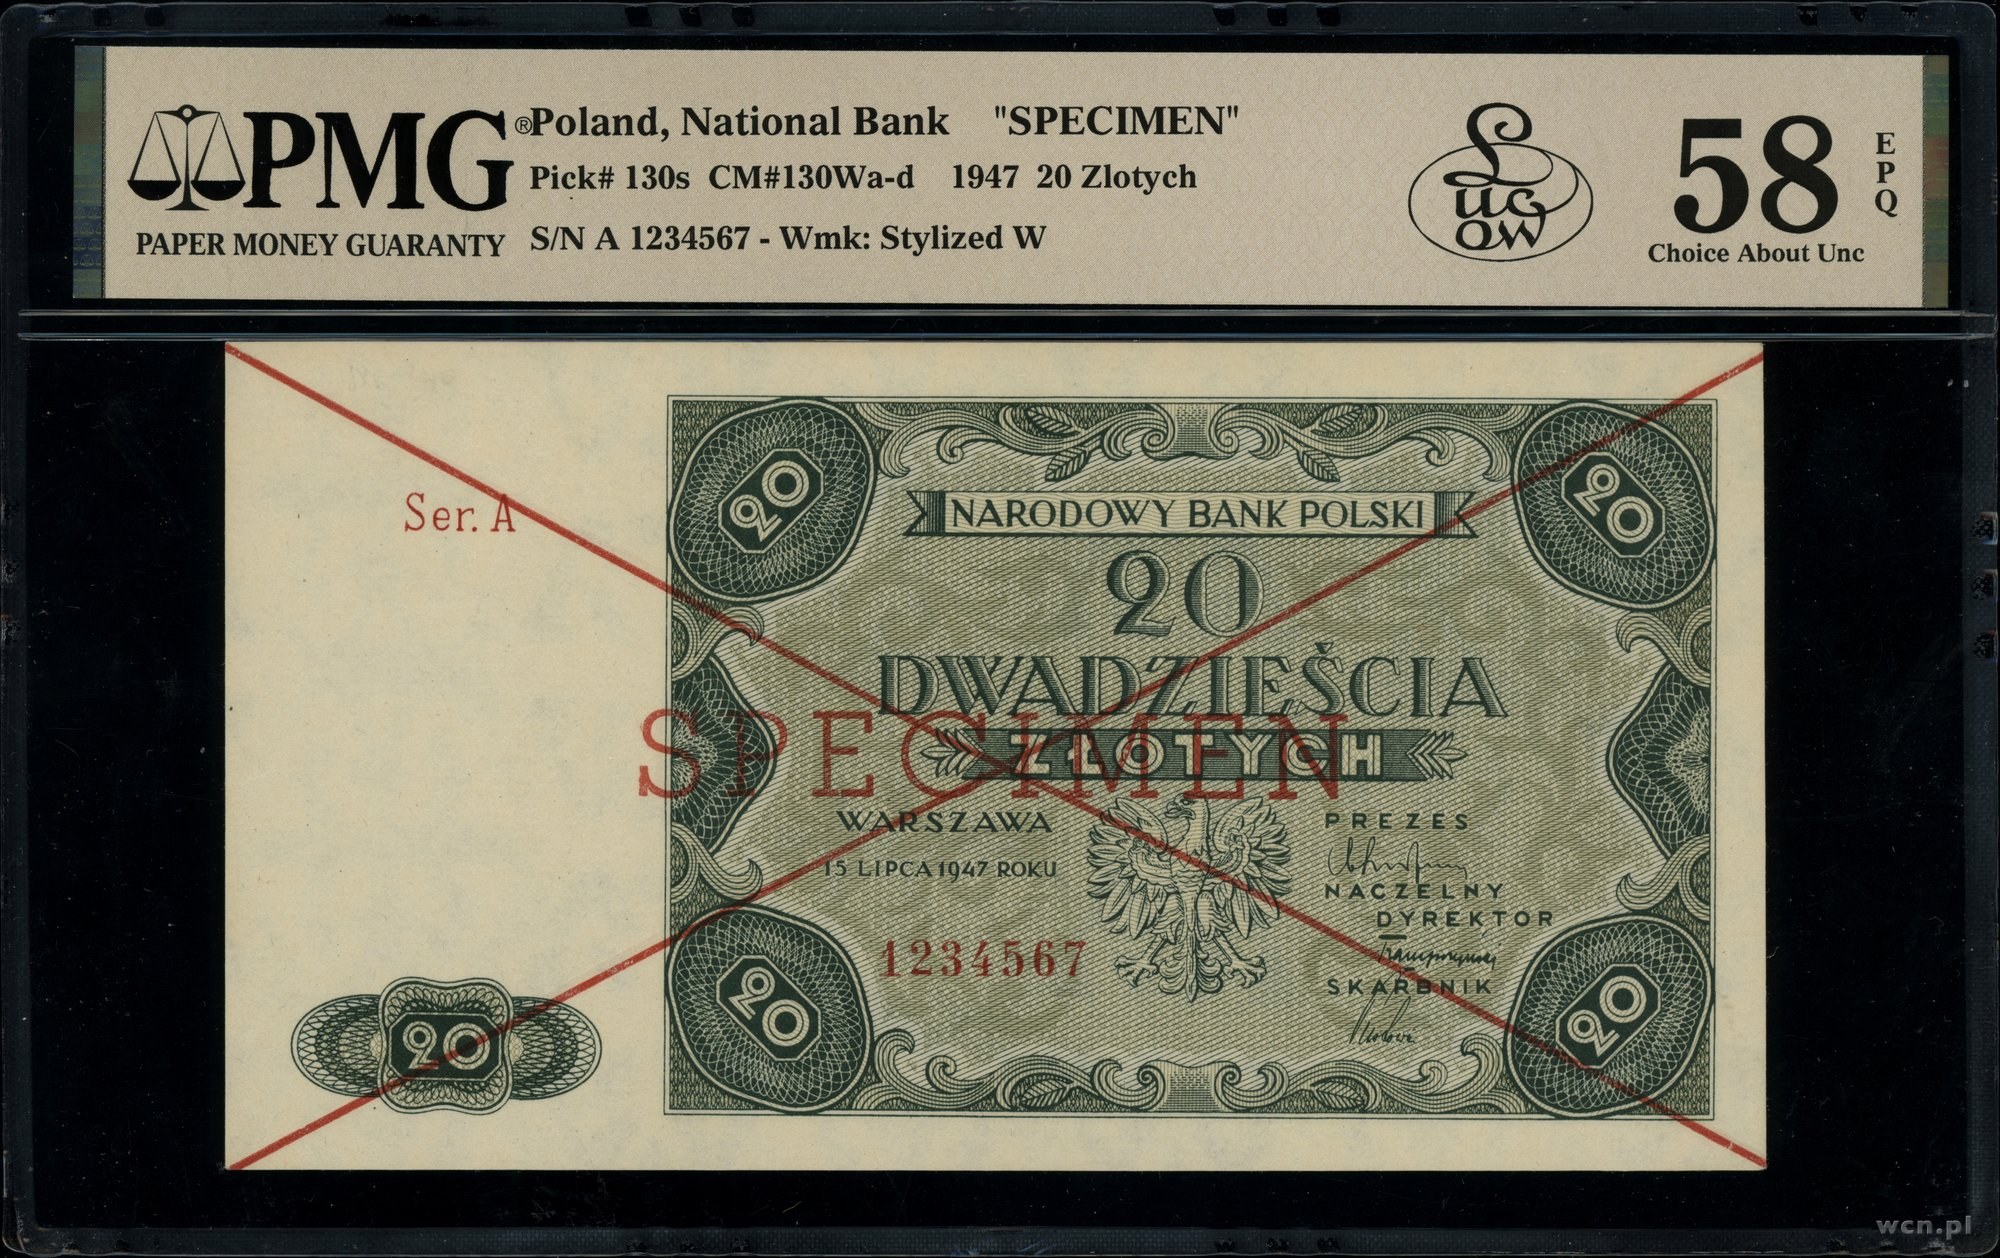 PMG® Poland, National Bank "SPECIMEN"
Pick# 130s CM#130Wa-d 1947 20 Zlotych
PAPER MONEY GUARANTY S/N A 1234567 - Wmk: Stylized W
Lucow
58 EPQ
Choice About Unc
20
20
Ser. A
NARODOWY BANK POLSKI
20
DWADZIEŚCIA
ZŁOTYCH
SPECIMEN
WARSZAWA
15 LIPCA 1947 ROKU
PREZES
NACZELNY
DYREKTOR
SKARBNIK
1234567
20
20
20
wcn.pl